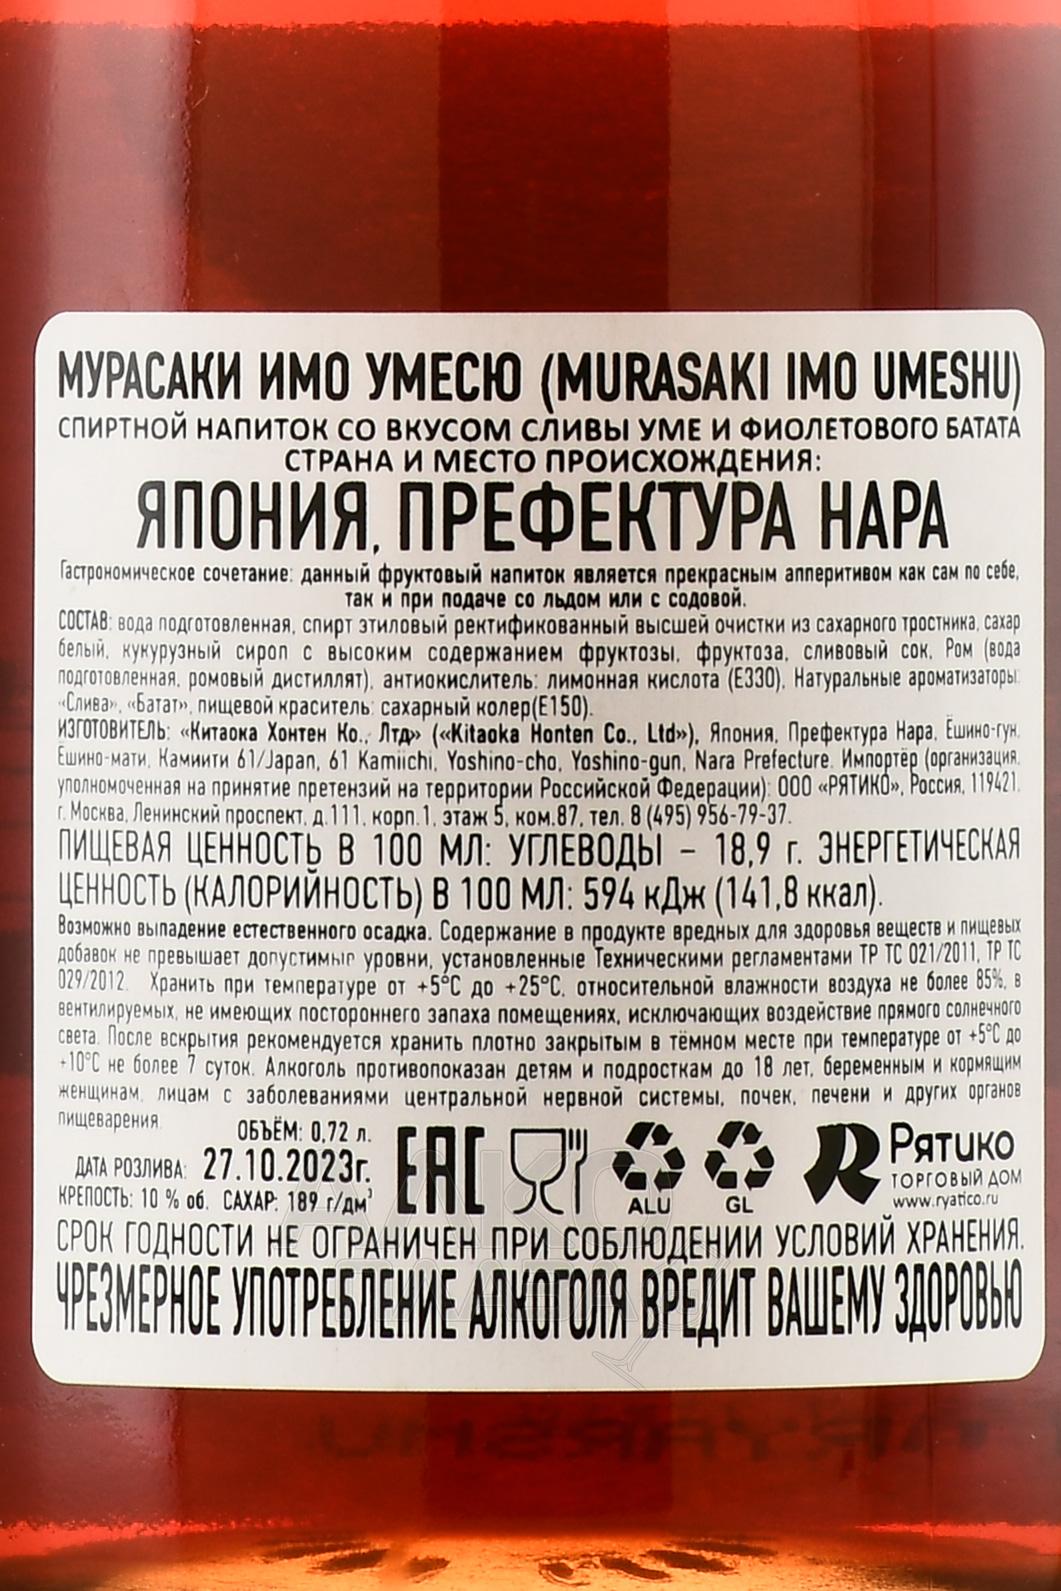 МУРАСАКИ ИМО УМЕСЮ (MURASAKI IMO UMESHU)
СПИРТНОЙ НАПИТОК СО ВКУСОМ СЛИВЫ УМЕ И ФИОЛЕТОВОГО БАТАТА
СТРАНА И МЕСТО ПРОИСХОЖДЕНИЯ:
ЯПОНИЯ, ПРЕФЕКТУРА НАРА
Гастрономическое сочетание: данный фруктовый напиток является прекрасным апперитивом как сам по себе,
так и при подаче со льдом или с содовой.
СОСТАВ: вода подготовленная, спирт этиловый ректификованный высшей очистки из сахарного тростника, сахар
белый, кукурузный сироп с высоким содержанием фруктозы, фруктоза, сливовый сок, Ром (вода
подготовленная, ромовый дистиллят), антиокислитель: лимонная кислота (Е330), Натуральные ароматизаторы:
«Слива», «Батат», пищевой краситель: сахарный колер(Е150).
ИЗГОТОВИТЕЛЬ: «Китаока Хонтен Ко., Лтд» («Kitaoka Honten Co., Ltd»), Япония, Префектура Нара, Ёшино-гун,
Ёшино-мати, Камиити 61/Japan, 61 Kamiichi, Yoshino-cho, Yoshino-gun, Nara Prefecture. Импортёр (организация,
уполномоченная на принятие претензий на территории Российской Федерации): ООО «РЯТИКО», Россия, 119421,
г. Москва, Ленинский проспект, д.111, корп.1, этаж 5, ком.87, тел. 8 (495) 956-79-37.
ПИЩЕВАЯ ЦЕННОСТЬ В 100 МЛ: УГЛЕВОДЫ – 18,9 г. ЭНЕРГЕТИЧЕСКАЯ
ЦЕННОСТЬ (КАЛОРИЙНОСТЬ) В 100 МЛ: 594 кДж (141,8 ккал).
Возможно выпадение естественного осадка. Содержание в продукте вредных для здоровья веществ и пищевых
добавок не превышает допустимыг уровни, установленные Техническими регламентами ТР ТС 021/2011, ТР ТС
029/2012. Хранить при температуре от +5°С до +25°С, относительной влажности воздуха не более 85%, в
вентилируемых, не имеющих постороннего запаха помещениях, исключающих воздействие прямого солнечного
света. После вскрытия рекомендуется хранить плотно закрытым в тёмном месте при температуре от +5°С до
+10°С не более 7 суток. Алкоголь противопоказан детям и подросткам до 18 лет, беременным и кормящим
женщинам, лицам с заболеваниями центральной нервной системы, почек, печени и других органов
пищеварения.
ОБЪЁМ: 0,72 л.
ДАТА РОЗЛИВА: 27.10.2023г.
КРЕПОСТЬ: 10 % об. САХАР: 189 г/дм³
ЕАС
ALU
GL
РЯТИКО
ТОРГОВЫЙ ДОМ
www.ryatico.ru
СРОК ГОДНОСТИ НЕ ОГРАНИЧЕН ПРИ СОБЛЮДЕНИИ УСЛОВИЙ ХРАНЕНИЯ.
ЧРЕЗМЕРНОЕ УПОТРЕБЛЕНИЕ АЛКОГОЛЯ ВРЕДИТ ВАШЕМУ ЗДОРОВЬЮ